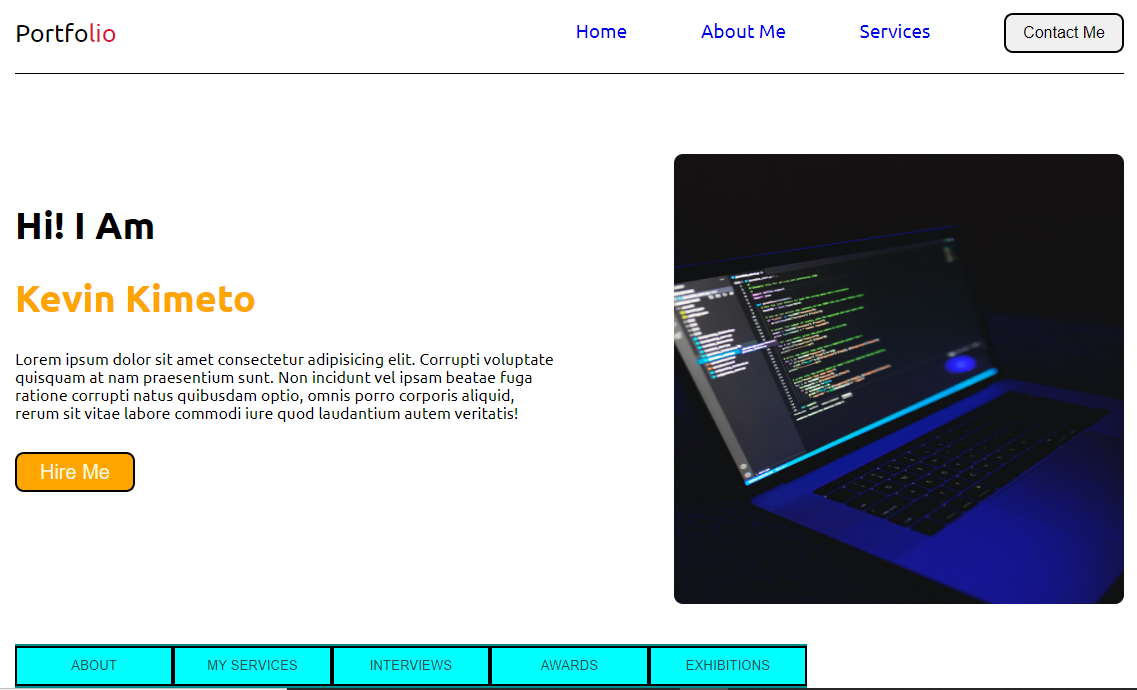 Portfolio
Home About Me Services Contact Me
Hi! I Am
Kevin Kimeto
Lorem ipsum dolor sit amet consectetur adipisicing elit. Corrupti voluptate
quisquam at nam praesentium sunt. Non incidunt vel ipsam beatae fuga
ratione corrupti natus quibusdam optio, omnis porro corporis aliquid,
rerum sit vitae labore commodi iure quod laudantium autem veritatis!
Hire Me
ABOUT MY SERVICES INTERVIEWS AWARDS EXHIBITIONS